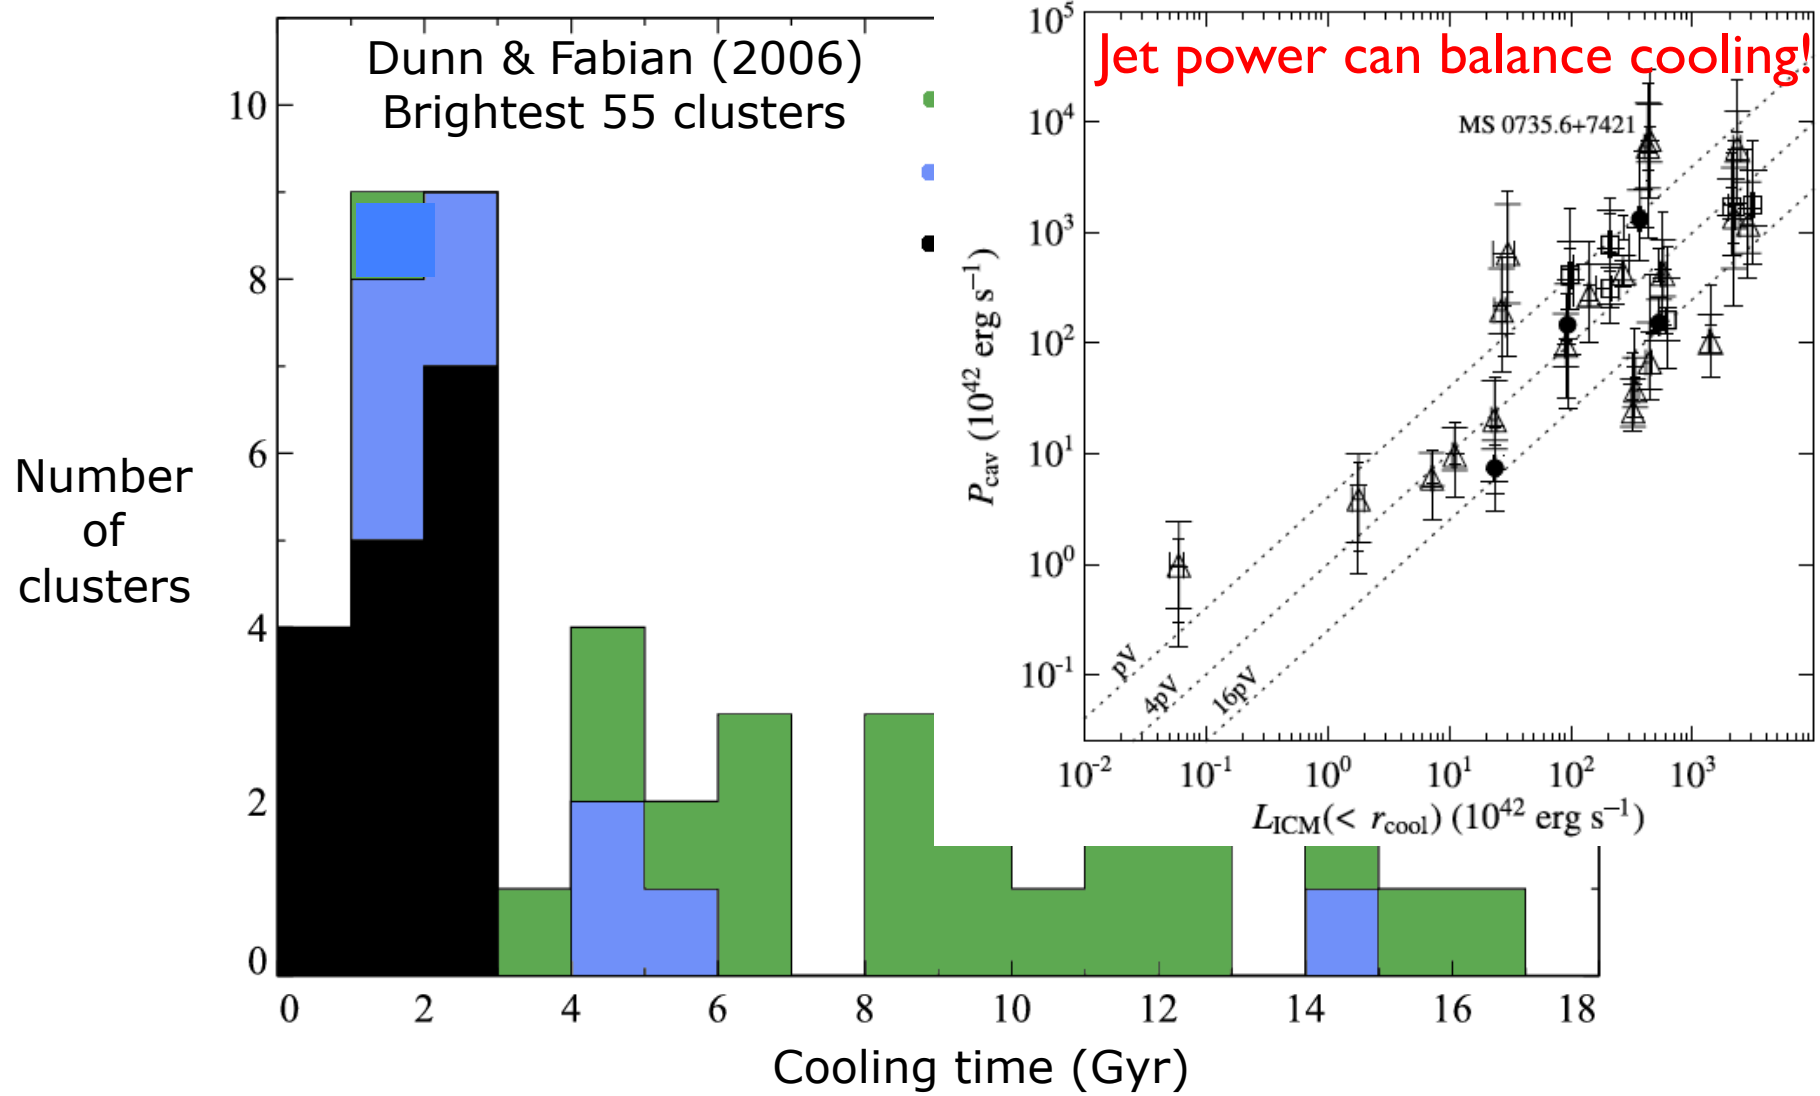 Dunn & Fabian (2006)
Brightest 55 clusters
Number
of
clusters
10
8
6
4
2
0
0 2 4 6 8 10 12 14 16 18
Cooling time (Gyr)
Jet power can balance cooling!
MS 0735.6+7421
P_cav (10^42 erg s^−1)
10^5
10^4
10^3
10^2
10^1
10^0
10^-1
pV
4pV
16pV
10^-2 10^-1 10^0 10^1 10^2 10^3
L_ICM(< r_cool) (10^42 erg s^−1)